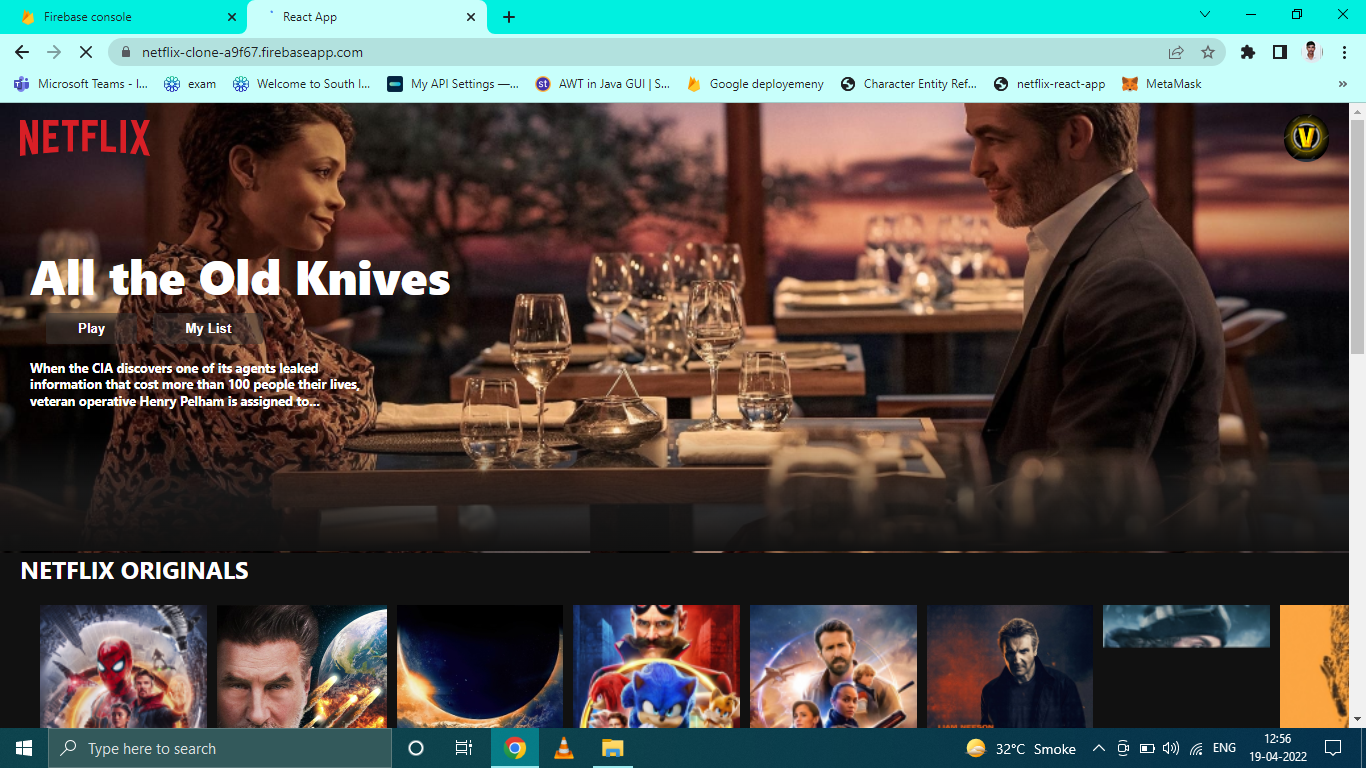 Firebase console
React App
netflix-clone-a9f67.firebaseapp.com
Microsoft Teams - l...
exam
Welcome to South I...
My API Settings —...
st
AWT in Java GUI | S...
Google deployemeny
Character Entity Ref...
netflix-react-app
MetaMask
NETFLIX
V
All the Old Knives
Play
My List
When the CIA discovers one of its agents leaked
information that cost more than 100 people their lives,
veteran operative Henry Pelham is assigned to...
NETFLIX ORIGINALS
LIAM NEESON
Type here to search
32°C Smoke
ENG
12:56
19-04-2022